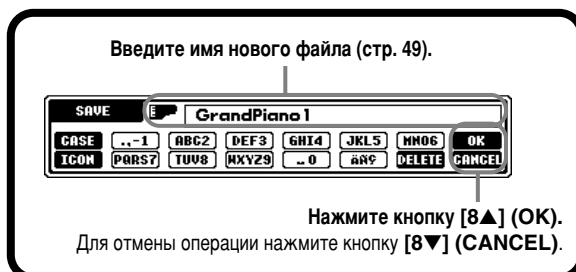 Введите имя нового файла (стр. 49).
SAVE GrandPiano1
CASE .,-1 ABC2 DEF3 GHI4 JKL5 MNO6 OK
ICON PQRS7 TUV8 WXYZ9 _0 äñç DELETE CANCEL
Нажмите кнопку [8▲] (OK).
Для отмены операции нажмите кнопку [8▼] (CANCEL).